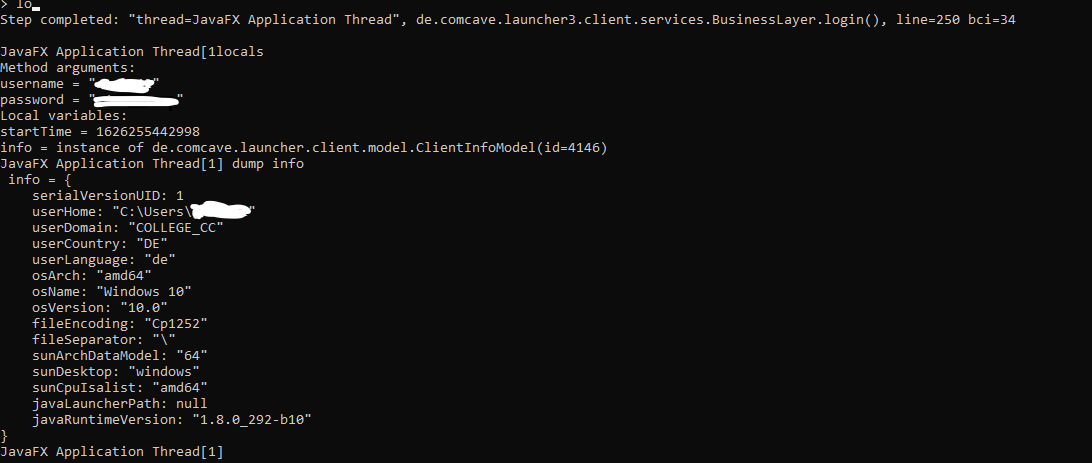 > lo
Step completed: "thread=JavaFX Application Thread", de.comcave.launcher3.client.services.BusinessLayer.login(), line=250 bci=34
JavaFX Application Thread[1locals
Method arguments:
username = ""
password = ""
Local variables:
startTime = 1626255442998
info = instance of de.comcave.launcher.client.model.ClientInfoModel(id=4146)
JavaFX Application Thread[1] dump info
info = {
serialVersionUID: 1
userHome: "C:\Users\"
userDomain: "COLLEGE_CC"
userCountry: "DE"
userLanguage: "de"
osArch: "amd64"
osName: "Windows 10"
osVersion: "10.0"
fileEncoding: "Cp1252"
fileSeparator: "\"
sunArchDataModel: "64"
sunDesktop: "windows"
sunCpuIsalist: "amd64"
javaLauncherPath: null
javaRuntimeVersion: "1.8.0_292-b10"
}
JavaFX Application Thread[1]